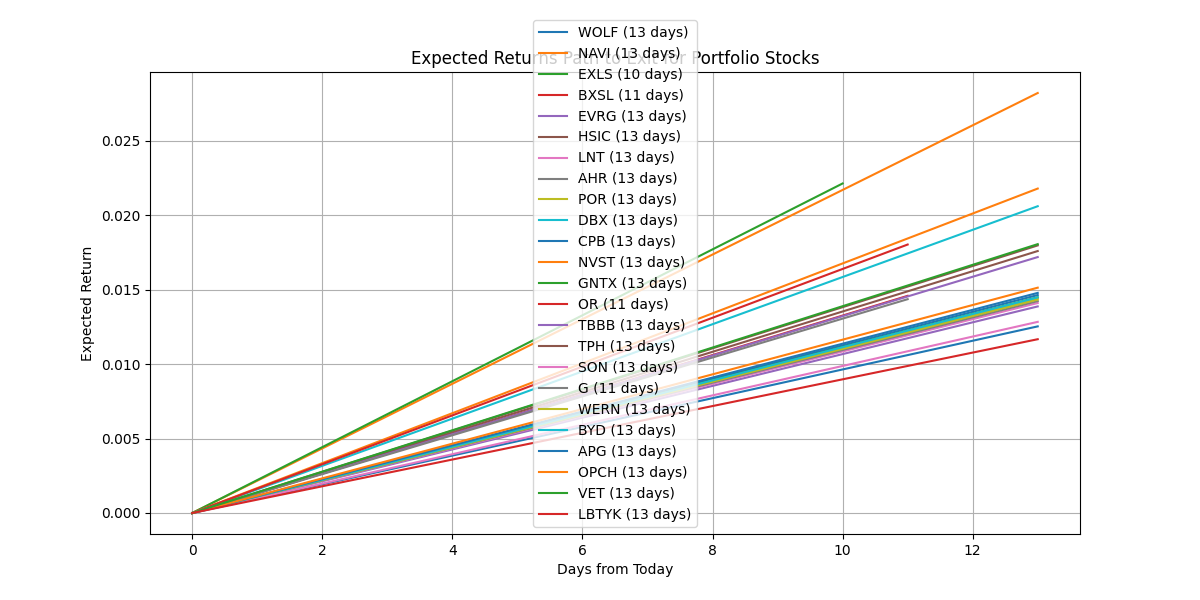 Expected Returns Path to Exit for Portfolio Stocks
WOLF (13 days)
NAVI (13 days)
EXLS (10 days)
BXSL (11 days)
EVRG (13 days)
HSIC (13 days)
LNT (13 days)
AHR (13 days)
POR (13 days)
DBX (13 days)
CPB (13 days)
NVST (13 days)
GNTX (13 days)
OR (11 days)
TBBB (13 days)
TPH (13 days)
SON (13 days)
G (11 days)
WERN (13 days)
BYD (13 days)
APG (13 days)
OPCH (13 days)
VET (13 days)
LBTYK (13 days)
Expected Return
0.025
0.020
0.015
0.010
0.005
0.000
0 2 4 6 8 10 12
Days from Today